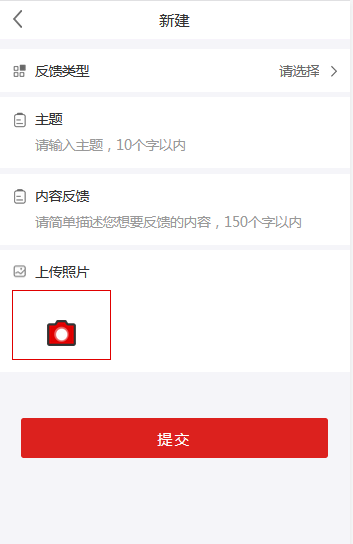 新建
反馈类型 请选择
主题
请输入主题，10个字以内
内容反馈
请简单描述您想要反馈的内容，150个字以内
上传照片
提交